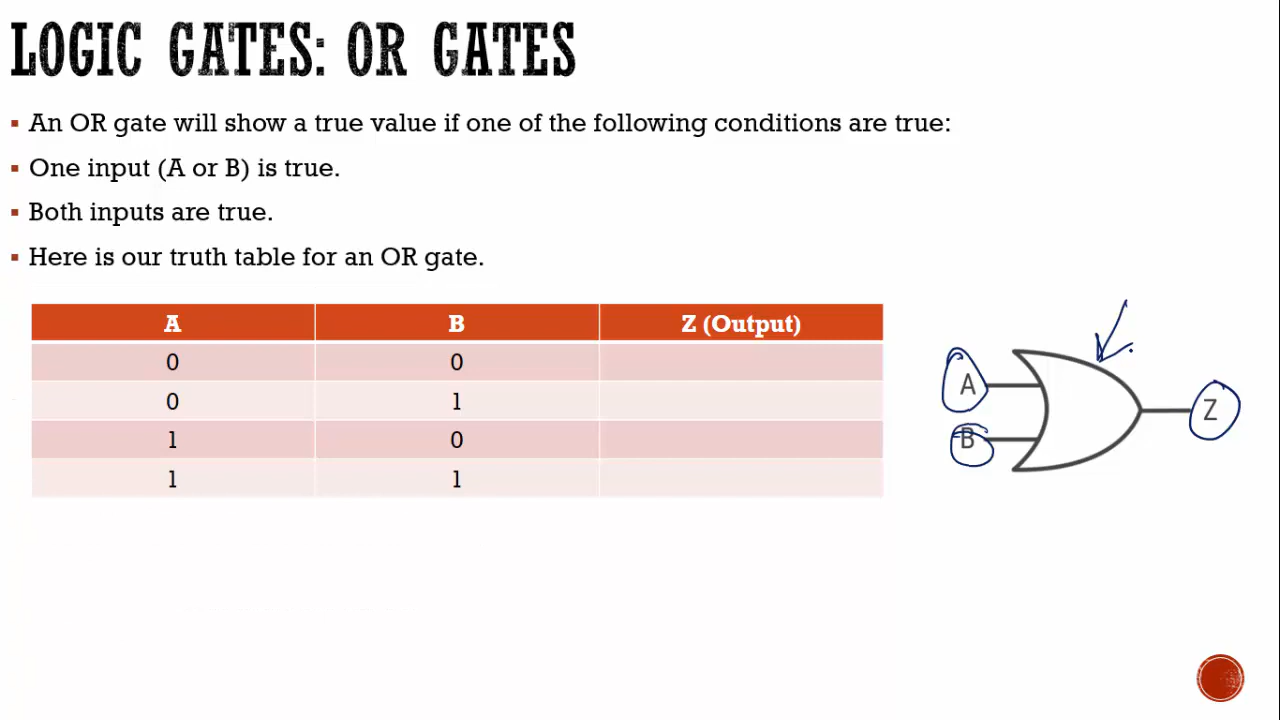 LOGIC GATES: OR GATES
▪ An OR gate will show a true value if one of the following conditions are true:
▪ One input (A or B) is true.
▪ Both inputs are true.
▪ Here is our truth table for an OR gate.
A B Z (Output)
0 0
0 1
1 0
1 1
A
Z
B